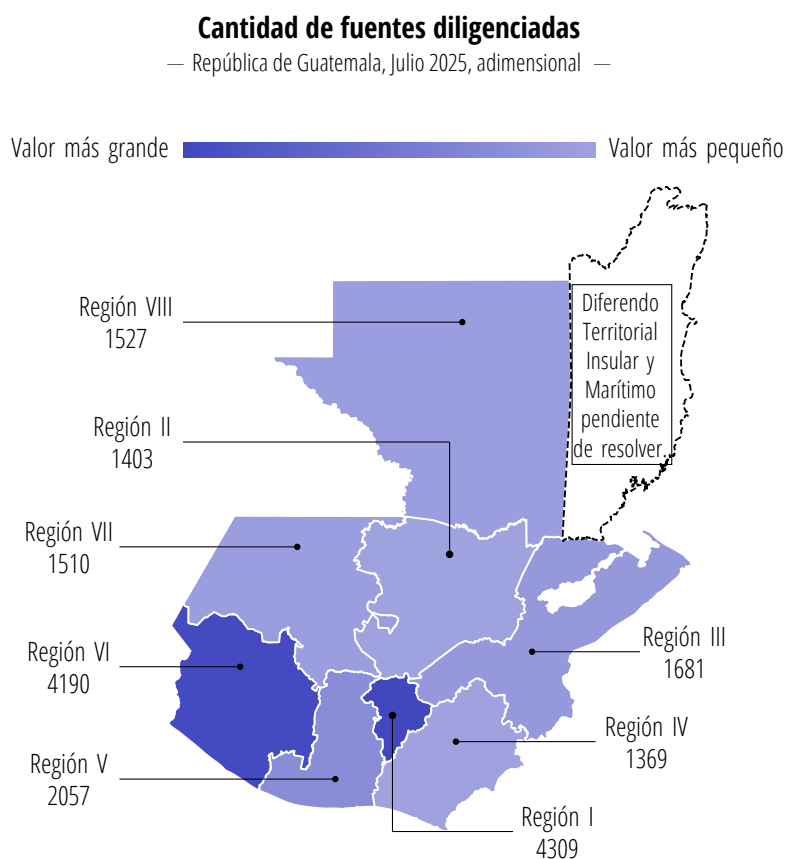 Cantidad de fuentes diligenciadas
— República de Guatemala, Julio 2025, adimensional —
Valor más grande
Valor más pequeño
Región VIII
1527
Diferendo
Territorial
Insular y
Marítimo
pendiente
de resolver.
Región II
1403
Región VII
1510
Región III
1681
Región VI
4190
Región IV
1369
Región V
2057
Región I
4309